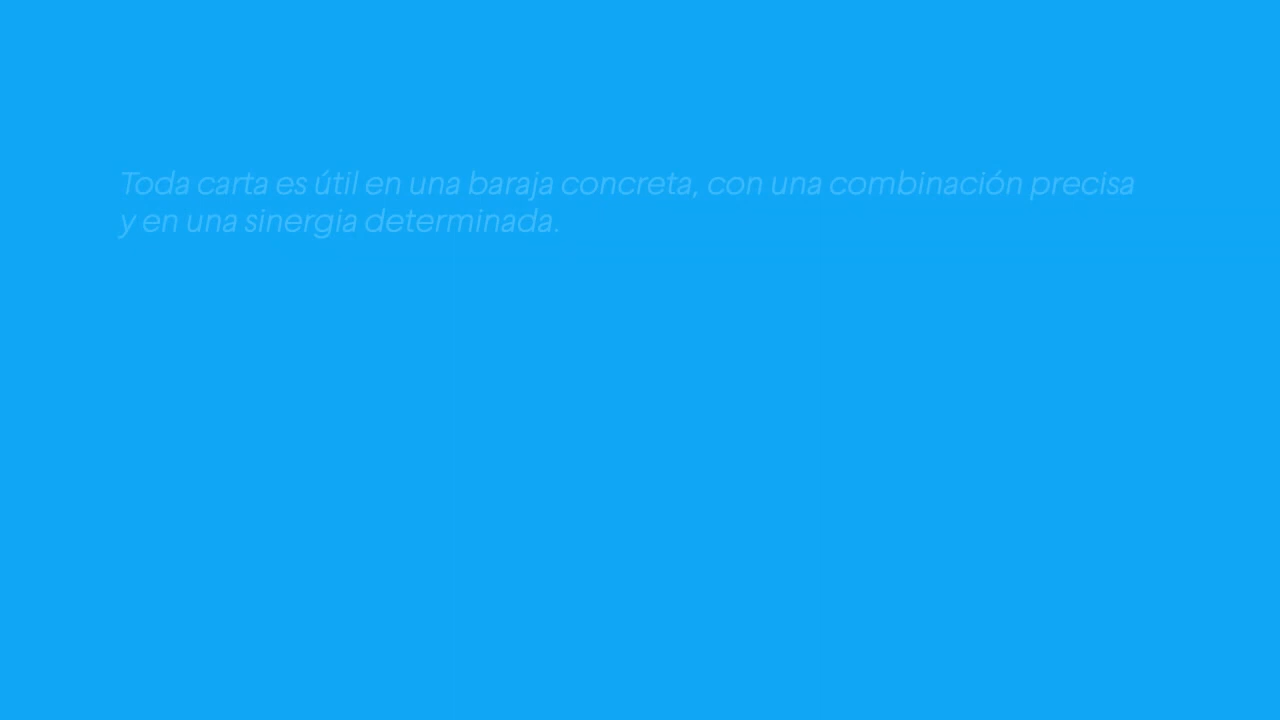 Toda carta es útil en una baraja concreta, con una combinación precisa
y en una sinergia determinada.